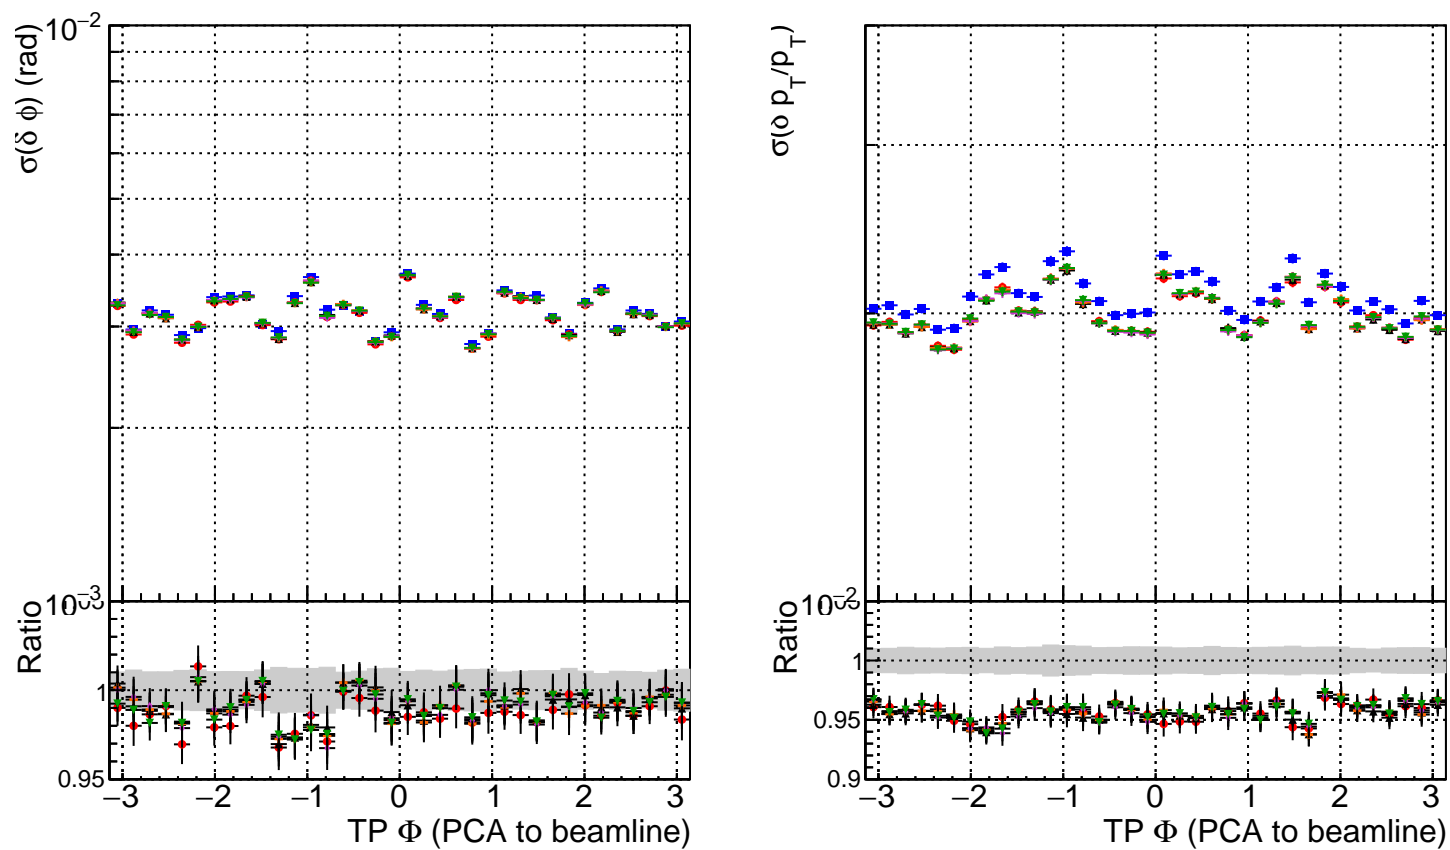 σ(δ φ) (rad)
10⁻²
10⁻³
Ratio
1
0.95
−3 −2 −1 0 1 2 3
TP Φ (PCA to beamline)
σ(δ p_T/p_T)
10⁻²
Ratio
1
0.95
0.9
−3 −2 −1 0 1 2 3
TP Φ (PCA to beamline)